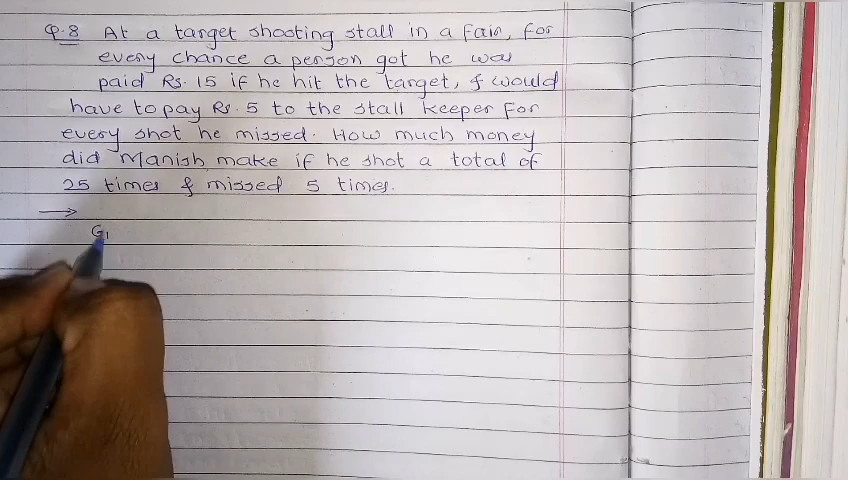 Q.8 At a target shooting stall in a fair, for
every chance a person got he was
paid Rs. 15 if he hit the target, & would
have to pay Rs. 5 to the stall keeper for
every shot he missed. How much money
did Manish make if he shot a total of
25 times & missed 5 times.
→
Gi